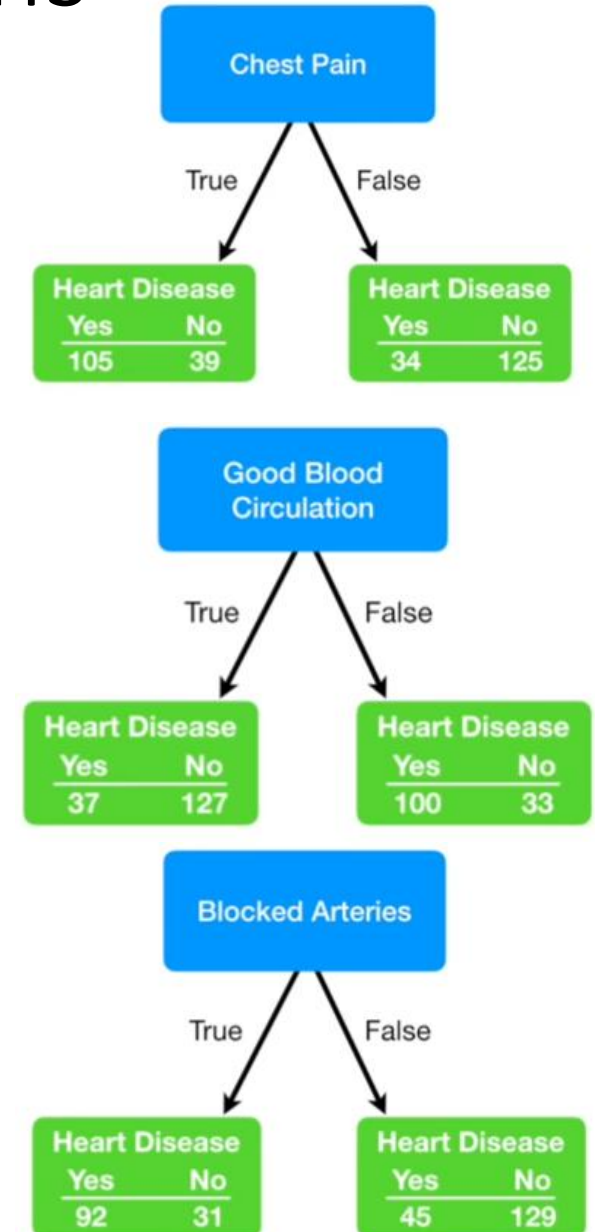 Chest Pain
True False
Heart Disease Heart Disease
Yes No Yes No
105 39 34 125
Good Blood
Circulation
True False
Heart Disease Heart Disease
Yes No Yes No
37 127 100 33
Blocked Arteries
True False
Heart Disease Heart Disease
Yes No Yes No
92 31 45 129